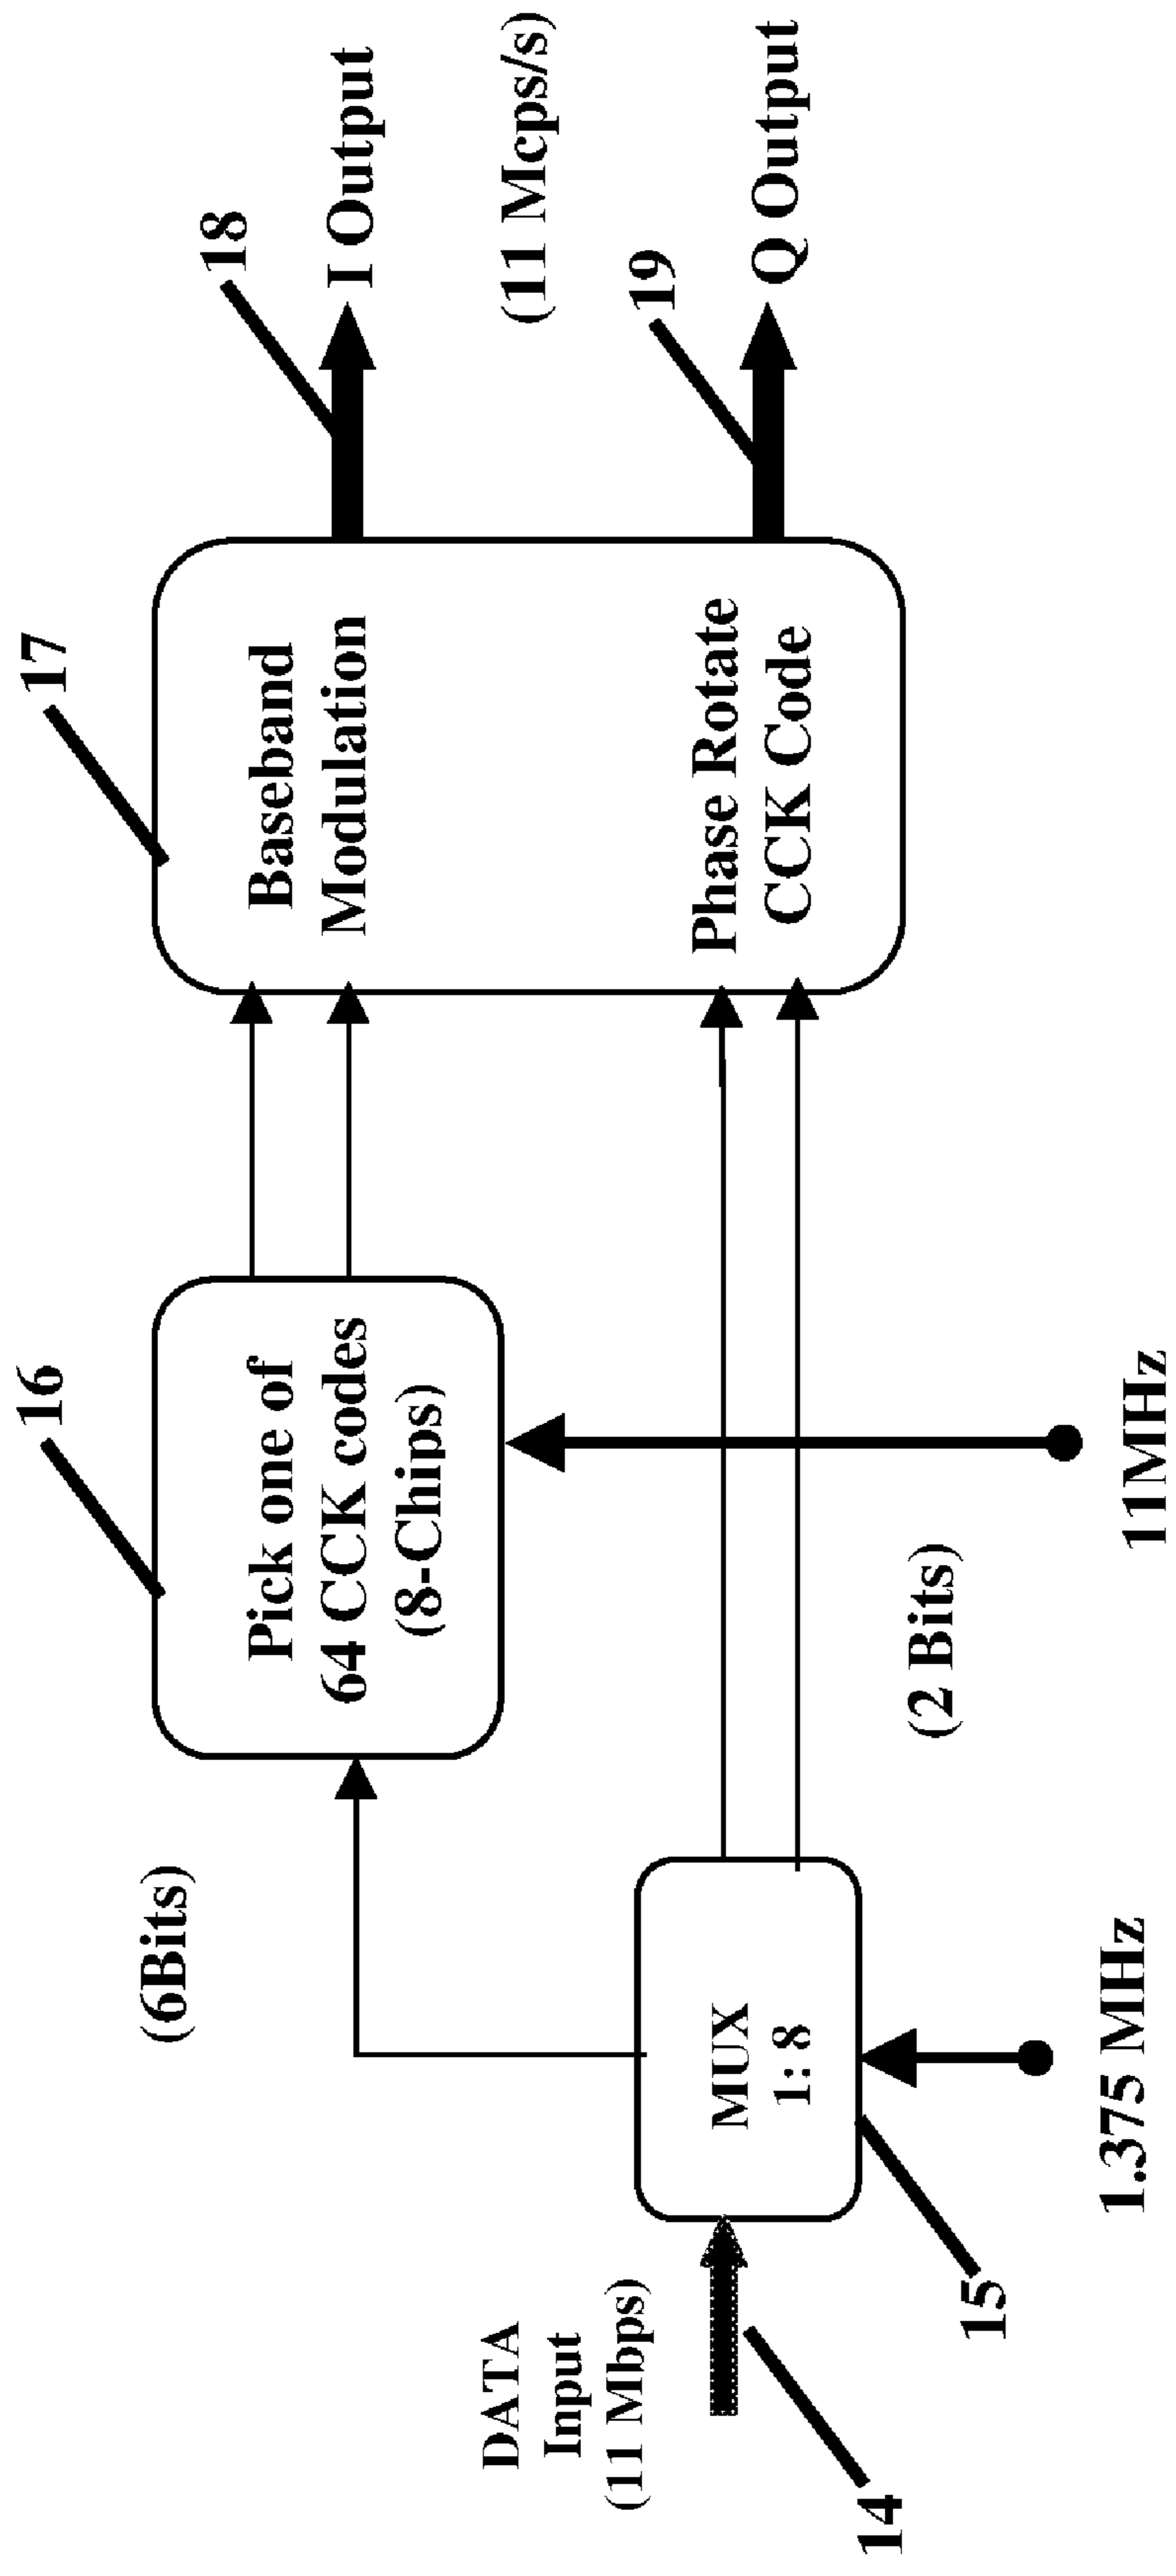 DATA
Input
(11 Mbps)
14
MUX
1: 8
15
1.375 MHz
(6Bits)
16
Pick one of
64 CCK codes
(8-Chips)
(2 Bits)
11MHz
17
Baseband
Modulation
Phase Rotate
CCK Code
18
I Output
(11 Mcps/s)
19
Q Output